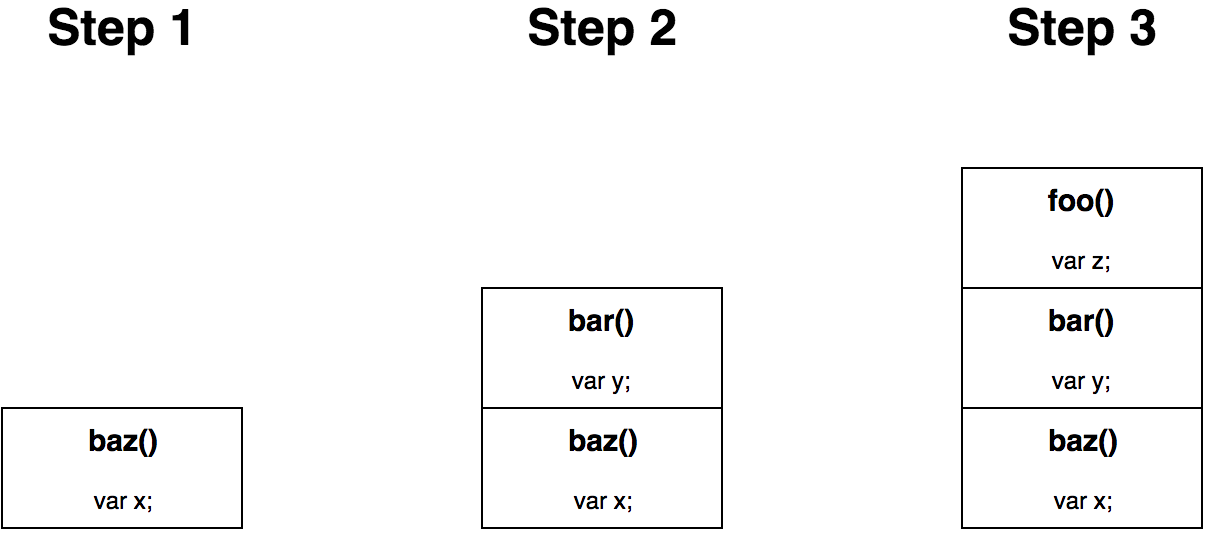 Step 1
Step 2
Step 3
baz()
var x;
bar()
var y;
baz()
var x;
foo()
var z;
bar()
var y;
baz()
var x;